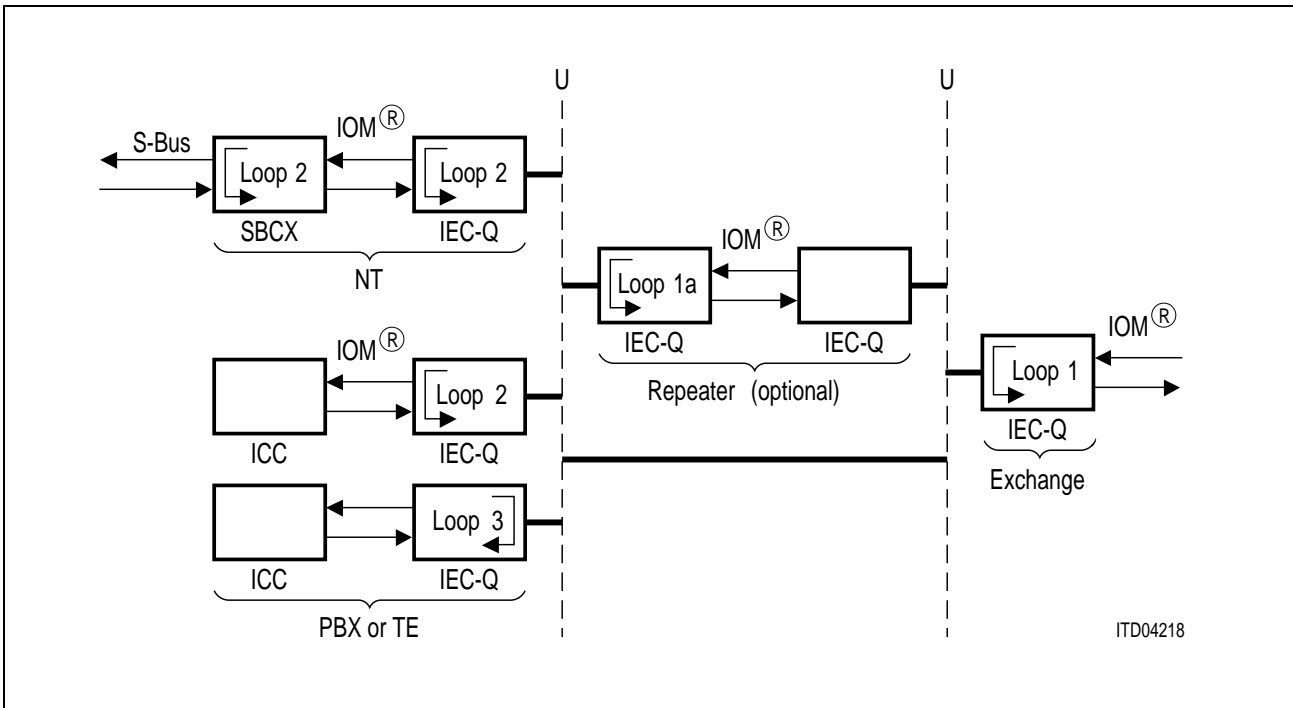 U
U
S-Bus
IOM®
Loop 2
Loop 2
SBCX
IEC-Q
NT
IOM®
Loop 1a
IEC-Q
IEC-Q
Repeater (optional)
IOM®
Loop 2
ICC
IEC-Q
IOM®
Loop 1
IEC-Q
Exchange
Loop 3
ICC
IEC-Q
PBX or TE
ITD04218